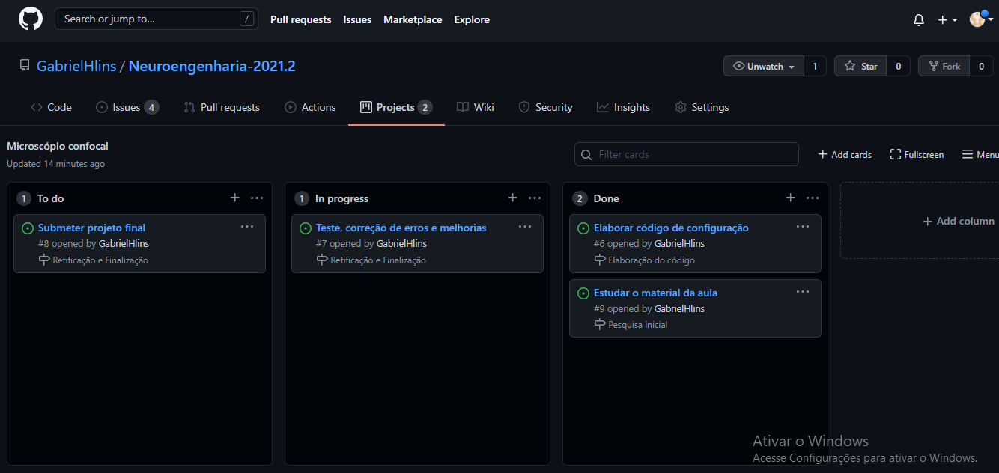 Search or jump to... /
Pull requests Issues Marketplace Explore
GabrielHlins / Neuroengenharia-2021.2
Unwatch 1 Star 0 Fork 0
Code Issues 4 Pull requests Actions Projects 2 Wiki Security Insights Settings
Microscópio confocal
Updated 14 minutes ago
Filter cards
Add cards Fullscreen Menu
1 To do
Submeter projeto final
#8 opened by GabrielHlins
Retificação e Finalização
1 In progress
Teste, correção de erros e melhorias
#7 opened by GabrielHlins
Retificação e Finalização
2 Done
Elaborar código de configuração
#6 opened by GabrielHlins
Elaboração do código
Estudar o material da aula
#9 opened by GabrielHlins
Pesquisa inicial
+ Add column
Ativar o Windows
Acesse Configurações para ativar o Windows.